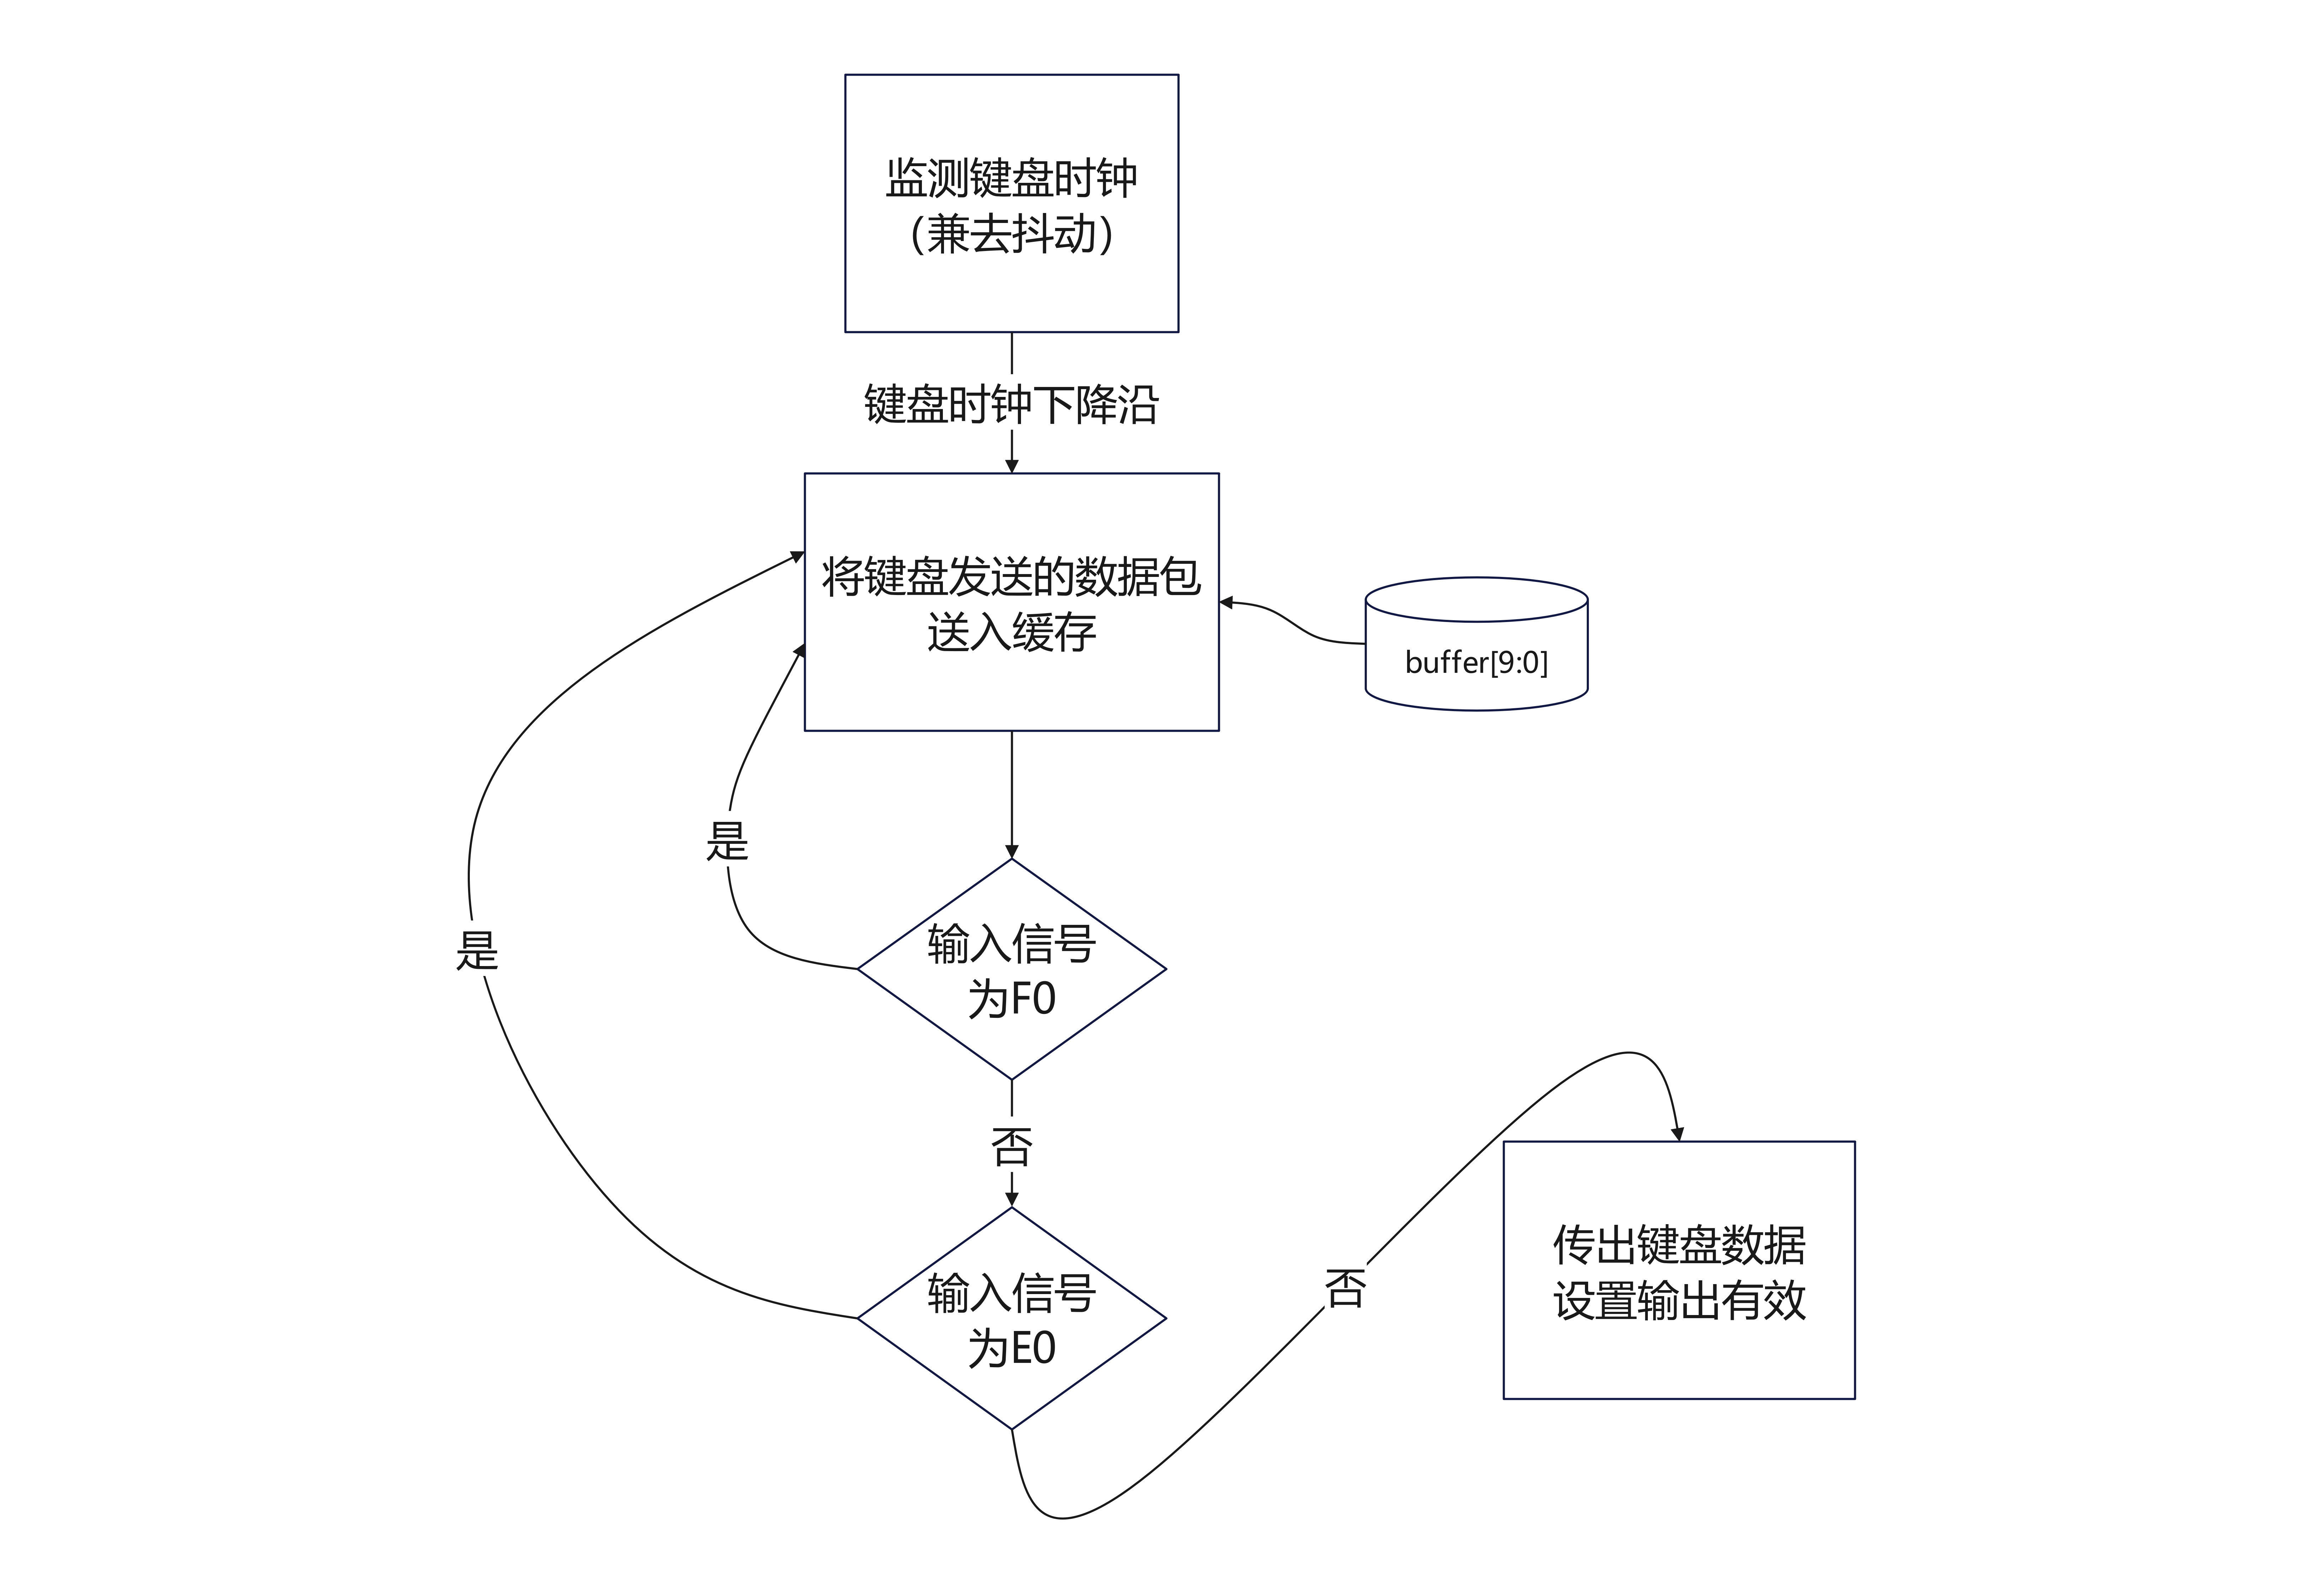 监测键盘时钟
（兼去抖动）
键盘时钟下降沿
将键盘发送的数据包
送入缓存
buffer[9:0]
是
输入信号
为F0
是
否
输入信号
为E0
否
传出键盘数据
设置输出有效